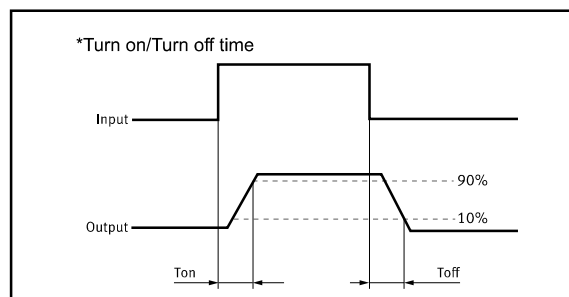 *Turn on/Turn off time
Input
90%
10%
Output
Ton
Toff